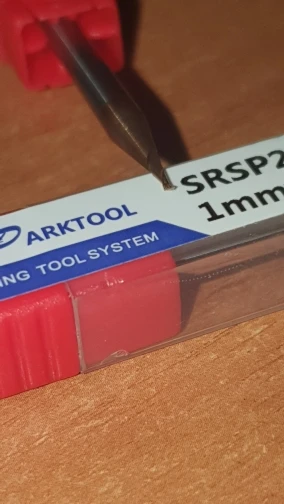 SRSP2
1mm
ARKTOOL
ING TOOL SYSTEM